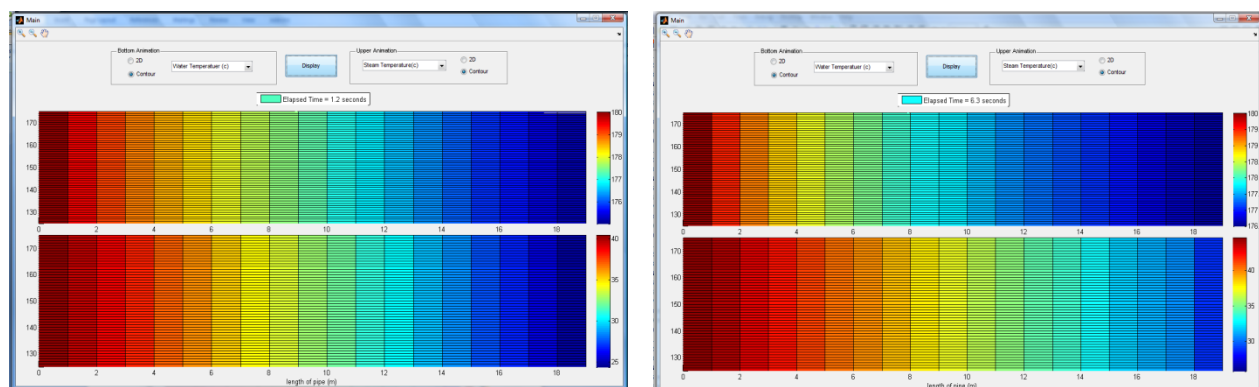 Main
Bottom Animation
2D
Contour
Water Temperatuer (c)
Display
Upper Animation
Steam Temperature(c)
2D
Contour
Elapsed Time = 1.2 seconds
170
160
150
140
130
0 2 4 6 8 10 12 14 16 18
180
179
178
177
176
170
160
150
140
130
0 2 4 6 8 10 12 14 16 18
length of pipe (m)
40
35
30
25
Main
Bottom Animation
2D
Contour
Water Temperatuer (c)
Display
Upper Animation
Steam Temperature(c)
2D
Contour
Elapsed Time = 6.3 seconds
170
160
150
140
130
0 2 4 6 8 10 12 14 16 18
180
179
179
178
178
177
177
176
170
160
150
140
130
0 2 4 6 8 10 12 14 16 18
length of pipe (m)
40
35
30